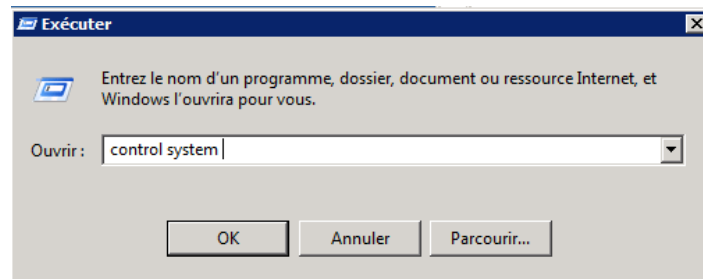 Exécuter
Entrez le nom d'un programme, dossier, document ou ressource Internet, et
Windows l'ouvrira pour vous.
Ouvrir : control system
OK Annuler Parcourir...